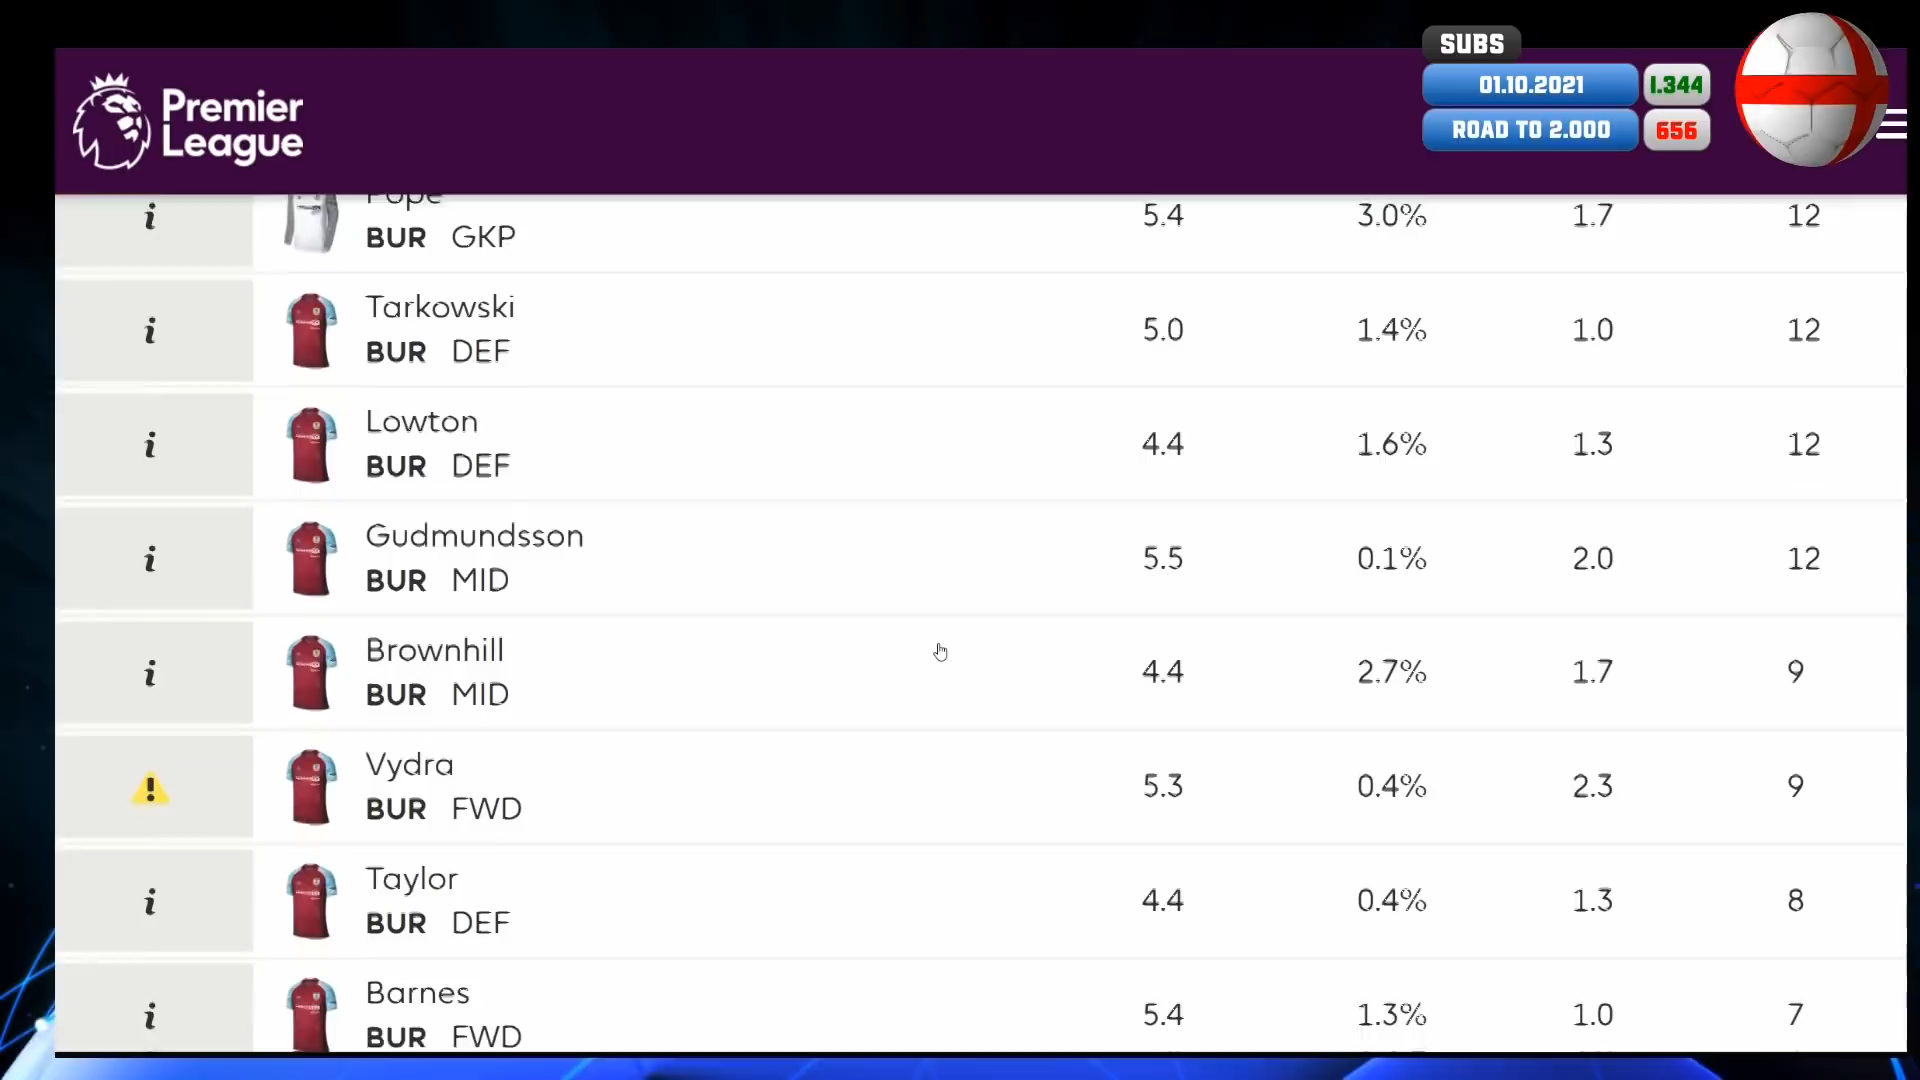 SUBS
01.10.2021 1.344
ROAD TO 2.000 656
Premier
League
i Pope 5.4 3.0% 1.7 12
BUR GKP
i Tarkowski 5.0 1.4% 1.0 12
BUR DEF
i Lowton 4.4 1.6% 1.3 12
BUR DEF
i Gudmundsson 5.5 0.1% 2.0 12
BUR MID
i Brownhill 4.4 2.7% 1.7 9
BUR MID
! Vydra 5.3 0.4% 2.3 9
BUR FWD
i Taylor 4.4 0.4% 1.3 8
BUR DEF
i Barnes 5.4 1.3% 1.0 7
BUR FWD